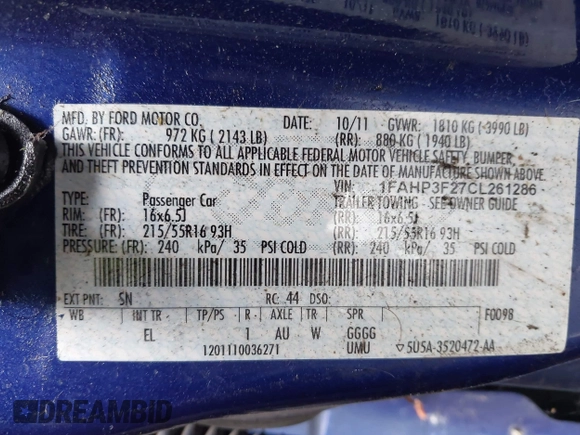 MFD. BY FORD MOTOR CO. DATE: 10/11 GVWR: 1810 KG ( 3990 LB)
GAWR: (FR): 972 KG ( 2143 LB) (RR): 880 KG ( 1940 LB)
THIS VEHICLE CONFORMS TO ALL APPLICABLE FEDERAL MOTOR VEHICLE SAFETY, BUMPER,
AND THEFT PREVENTION STANDARDS IN EFFECT ON THE DATE OF MANUFACTURE SHOWN ABOVE.
VIN: 1FAHP3F27CL261286
TYPE: Passenger Car TRAILER TOWING - SEE OWNER GUIDE
RIM: (FR): 16x6.5J (RR): 16x6.5J
TIRE: (FR): 215/55R16 93H (RR): 215/55R16 93H
PRESSURE: (FR): 240 kPa/ 35 PSI COLD (RR): 240 kPa/ 35 PSI COLD
EXT PNT: SN RC: 44 DSO: F0098
WB INT TR TP/PS R AXLE TR SPR
EL 1 AU W GGGG
1201110036271 UMU ▽5U5A-3520472-AA
DREAMBID